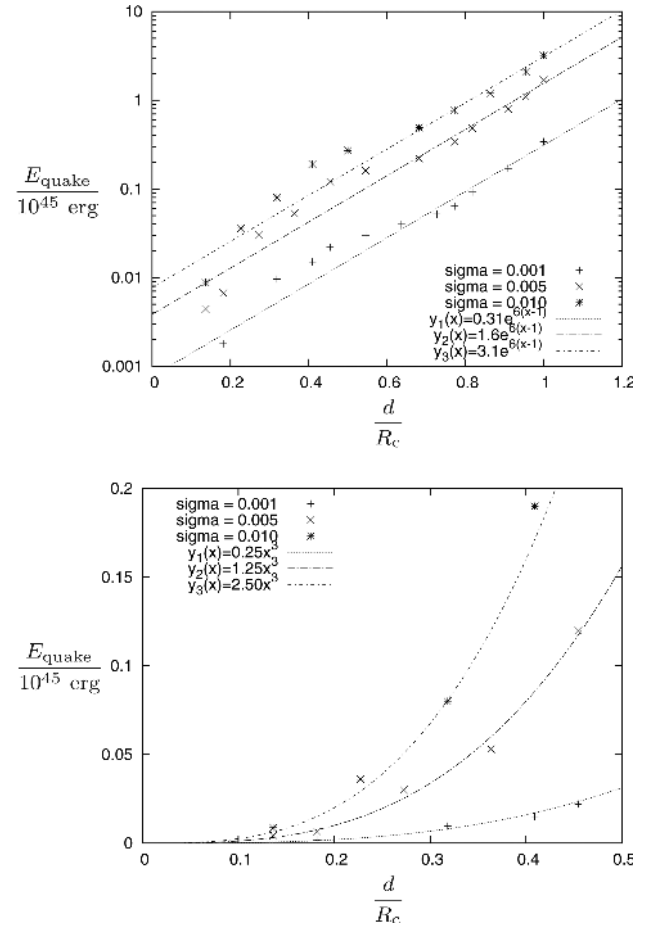 10
1
0.1
0.01
0.001
E_quake
10^45 erg
sigma = 0.001
sigma = 0.005
sigma = 0.010
y1(x)=0.31e^6(x-1)
y2(x)=1.6e^6(x-1)
y3(x)=3.1e^6(x-1)
0 0.2 0.4 0.6 0.8 1 1.2
d
R_c
0.2
0.15
0.1
0.05
0
E_quake
10^45 erg
sigma = 0.001
sigma = 0.005
sigma = 0.010
y1(x)=0.25x^3
y2(x)=1.25x^3
y3(x)=2.50x^3
0 0.1 0.2 0.3 0.4 0.5
d
R_c